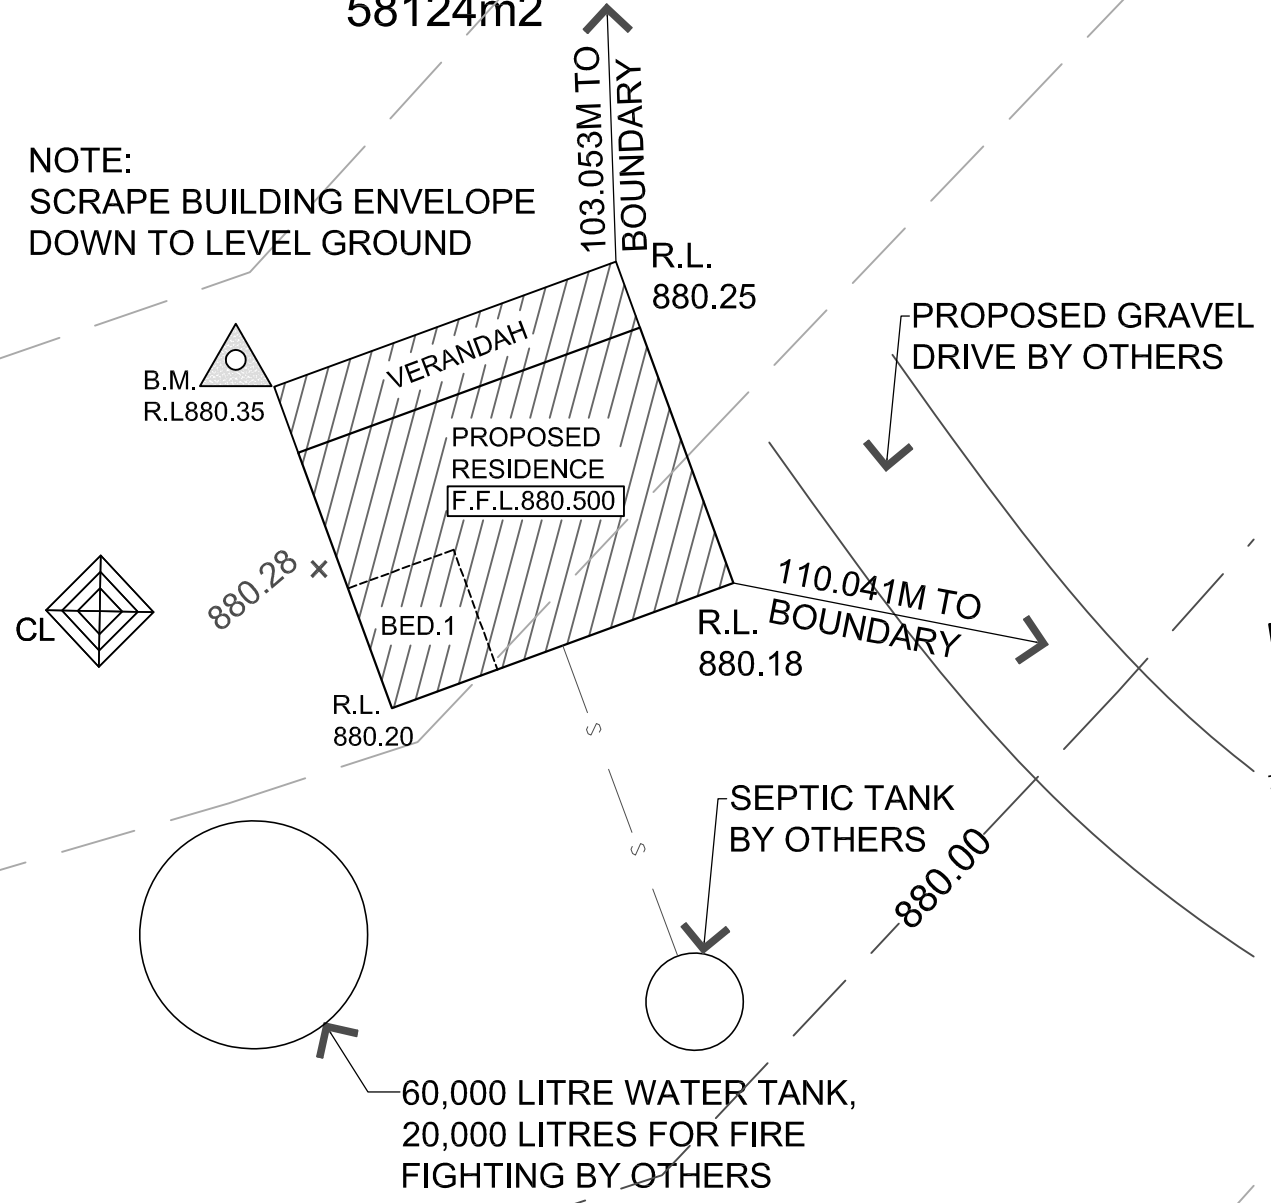 58124m2
103.053M TO
BOUNDARY
NOTE:
SCRAPE BUILDING ENVELOPE
DOWN TO LEVEL GROUND
R.L.
880.25
PROPOSED GRAVEL
DRIVE BY OTHERS
B.M.
R.L880.35
VERANDAH
PROPOSED
RESIDENCE
F.F.L.880.500
880.28
CL
BED.1
110.041M TO
BOUNDARY
R.L.
880.18
R.L.
880.20
S
S
SEPTIC TANK
BY OTHERS
880.00
60,000 LITRE WATER TANK,
20,000 LITRES FOR FIRE
FIGHTING BY OTHERS